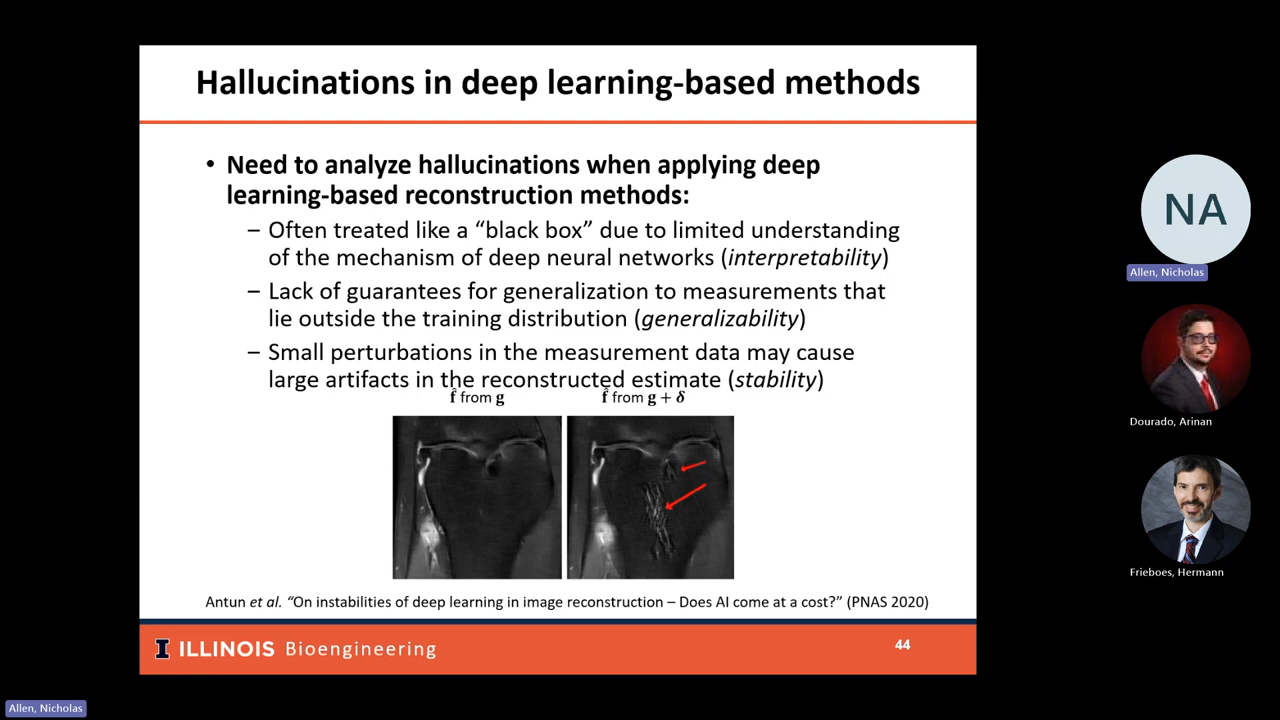 Hallucinations in deep learning-based methods
• Need to analyze hallucinations when applying deep
learning-based reconstruction methods:
– Often treated like a “black box” due to limited understanding
of the mechanism of deep neural networks (interpretability)
– Lack of guarantees for generalization to measurements that
lie outside the training distribution (generalizability)
– Small perturbations in the measurement data may cause
large artifacts in the reconstructed estimate (stability)
f̂ from g
f̂ from g + δ
Antun et al. “On instabilities of deep learning in image reconstruction – Does AI come at a cost?” (PNAS 2020)
I ILLINOIS Bioengineering
44
NA
Allen, Nicholas
Dourado, Arinan
Frieboes, Hermann
Allen, Nicholas